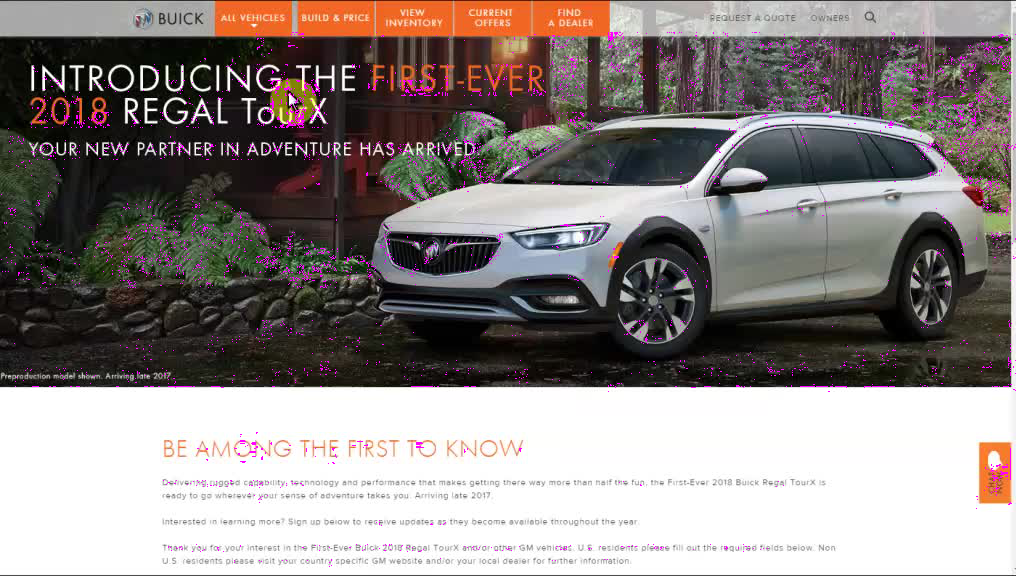 BUICK
ALL VEHICLES
BUILD & PRICE
VIEW
INVENTORY
CURRENT
OFFERS
FIND
A DEALER
REQUEST A QUOTE
OWNERS
INTRODUCING THE FIRST-EVER
2018 REGAL TourX
YOUR NEW PARTNER IN ADVENTURE HAS ARRIVED
Preproduction model shown. Arriving late 2017.
BE AMONG THE FIRST TO KNOW
Delivering rugged capability, technology and performance that makes getting there way more than half the fun, the First-Ever 2018 Buick Regal TourX is
ready to go wherever your sense of adventure takes you. Arriving late 2017.
Interested in learning more? Sign up below to receive updates as they become available throughout the year.
Thank you for your interest in the First-Ever Buick 2018 Regal TourX and/or other GM vehicles. U.S. residents please fill out the required fields below. Non
U.S. residents please visit your country specific GM website and/or your local dealer for further information.
CHAT
NOW